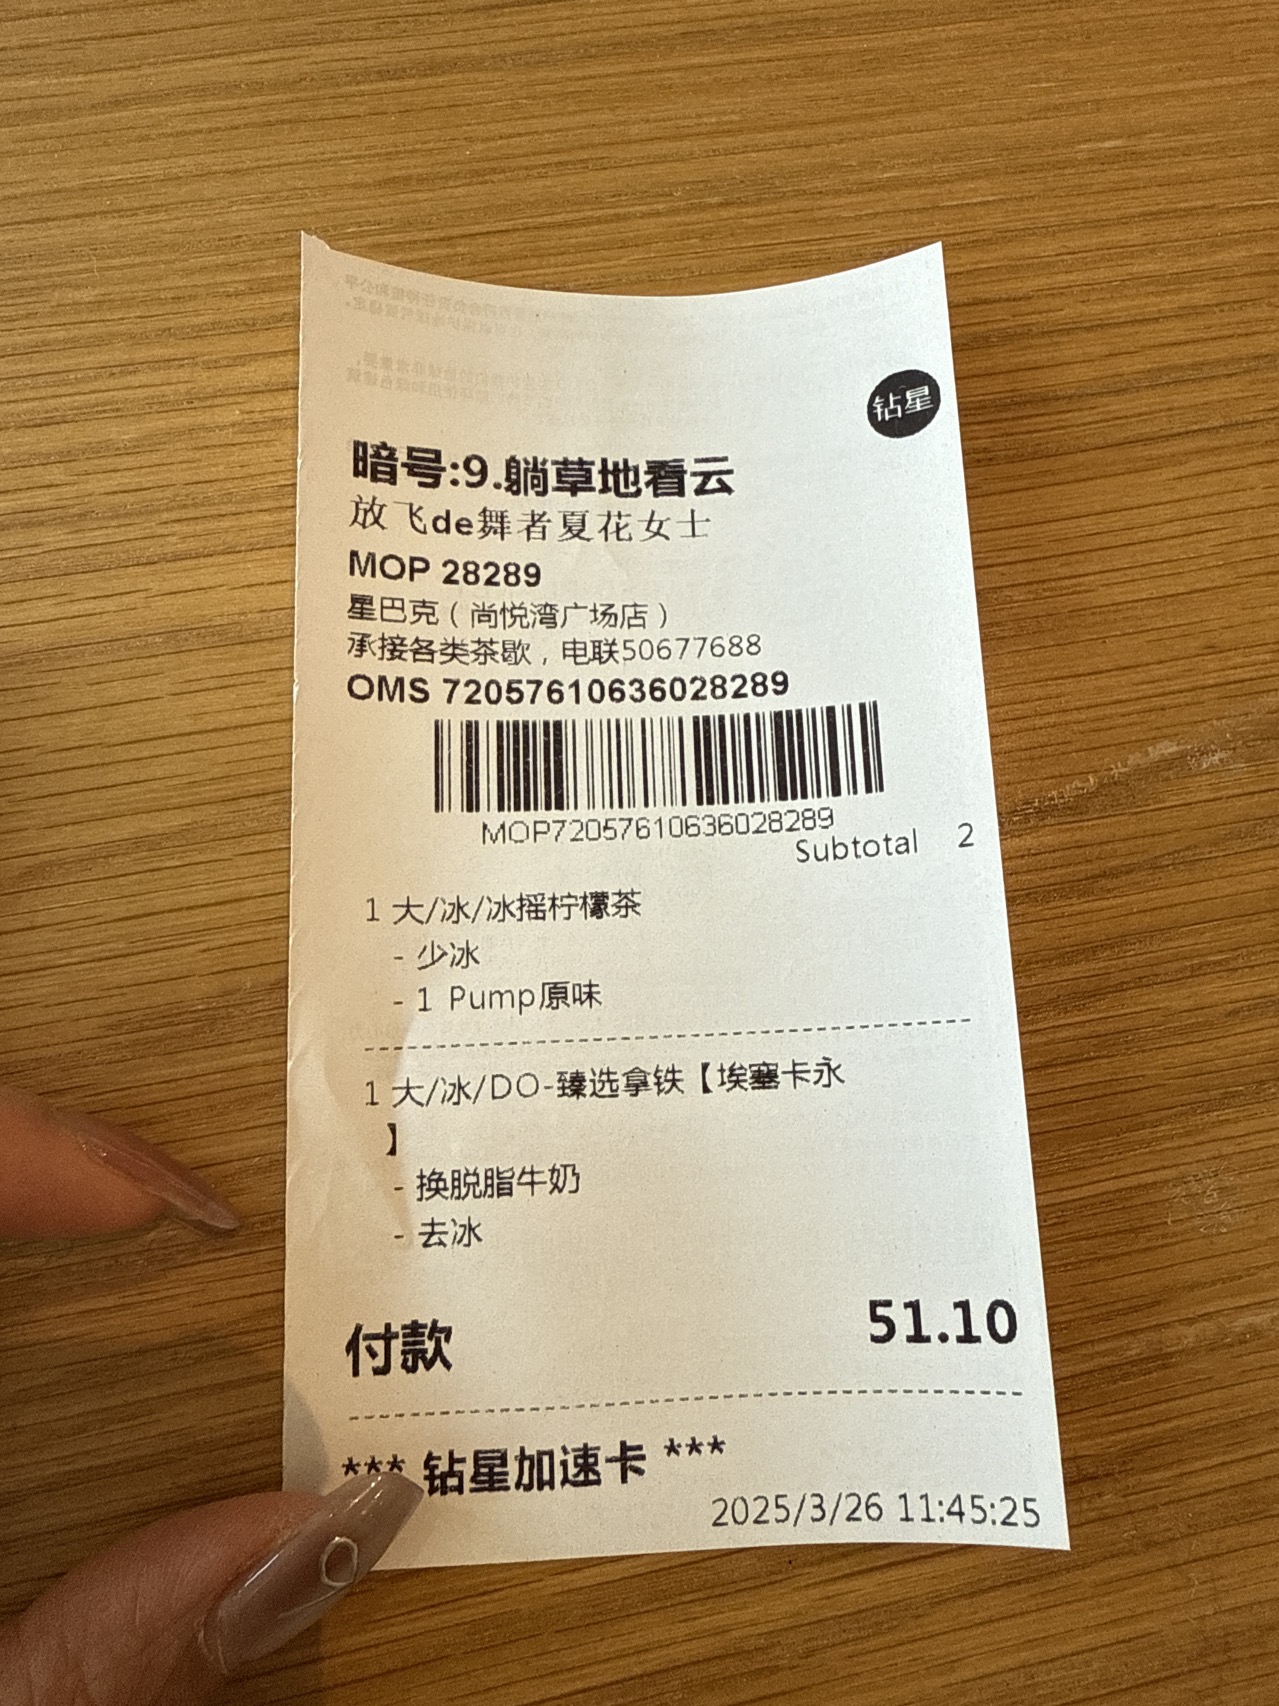 钻星
暗号:9.躺草地看云
放飞de舞者夏花女士
MOP 28289
星巴克（尚悦湾广场店）
承接各类茶歇，电联50677688
OMS 72057610636028289
MOP72057610636028289
Subtotal 2
1 大/冰/冰摇柠檬茶
- 少冰
- 1 Pump原味
1 大/冰/DO-臻选拿铁【埃塞卡永
】
- 换脱脂牛奶
- 去冰
付款 51.10
*** 钻星加速卡 ***
2025/3/26 11:45:25